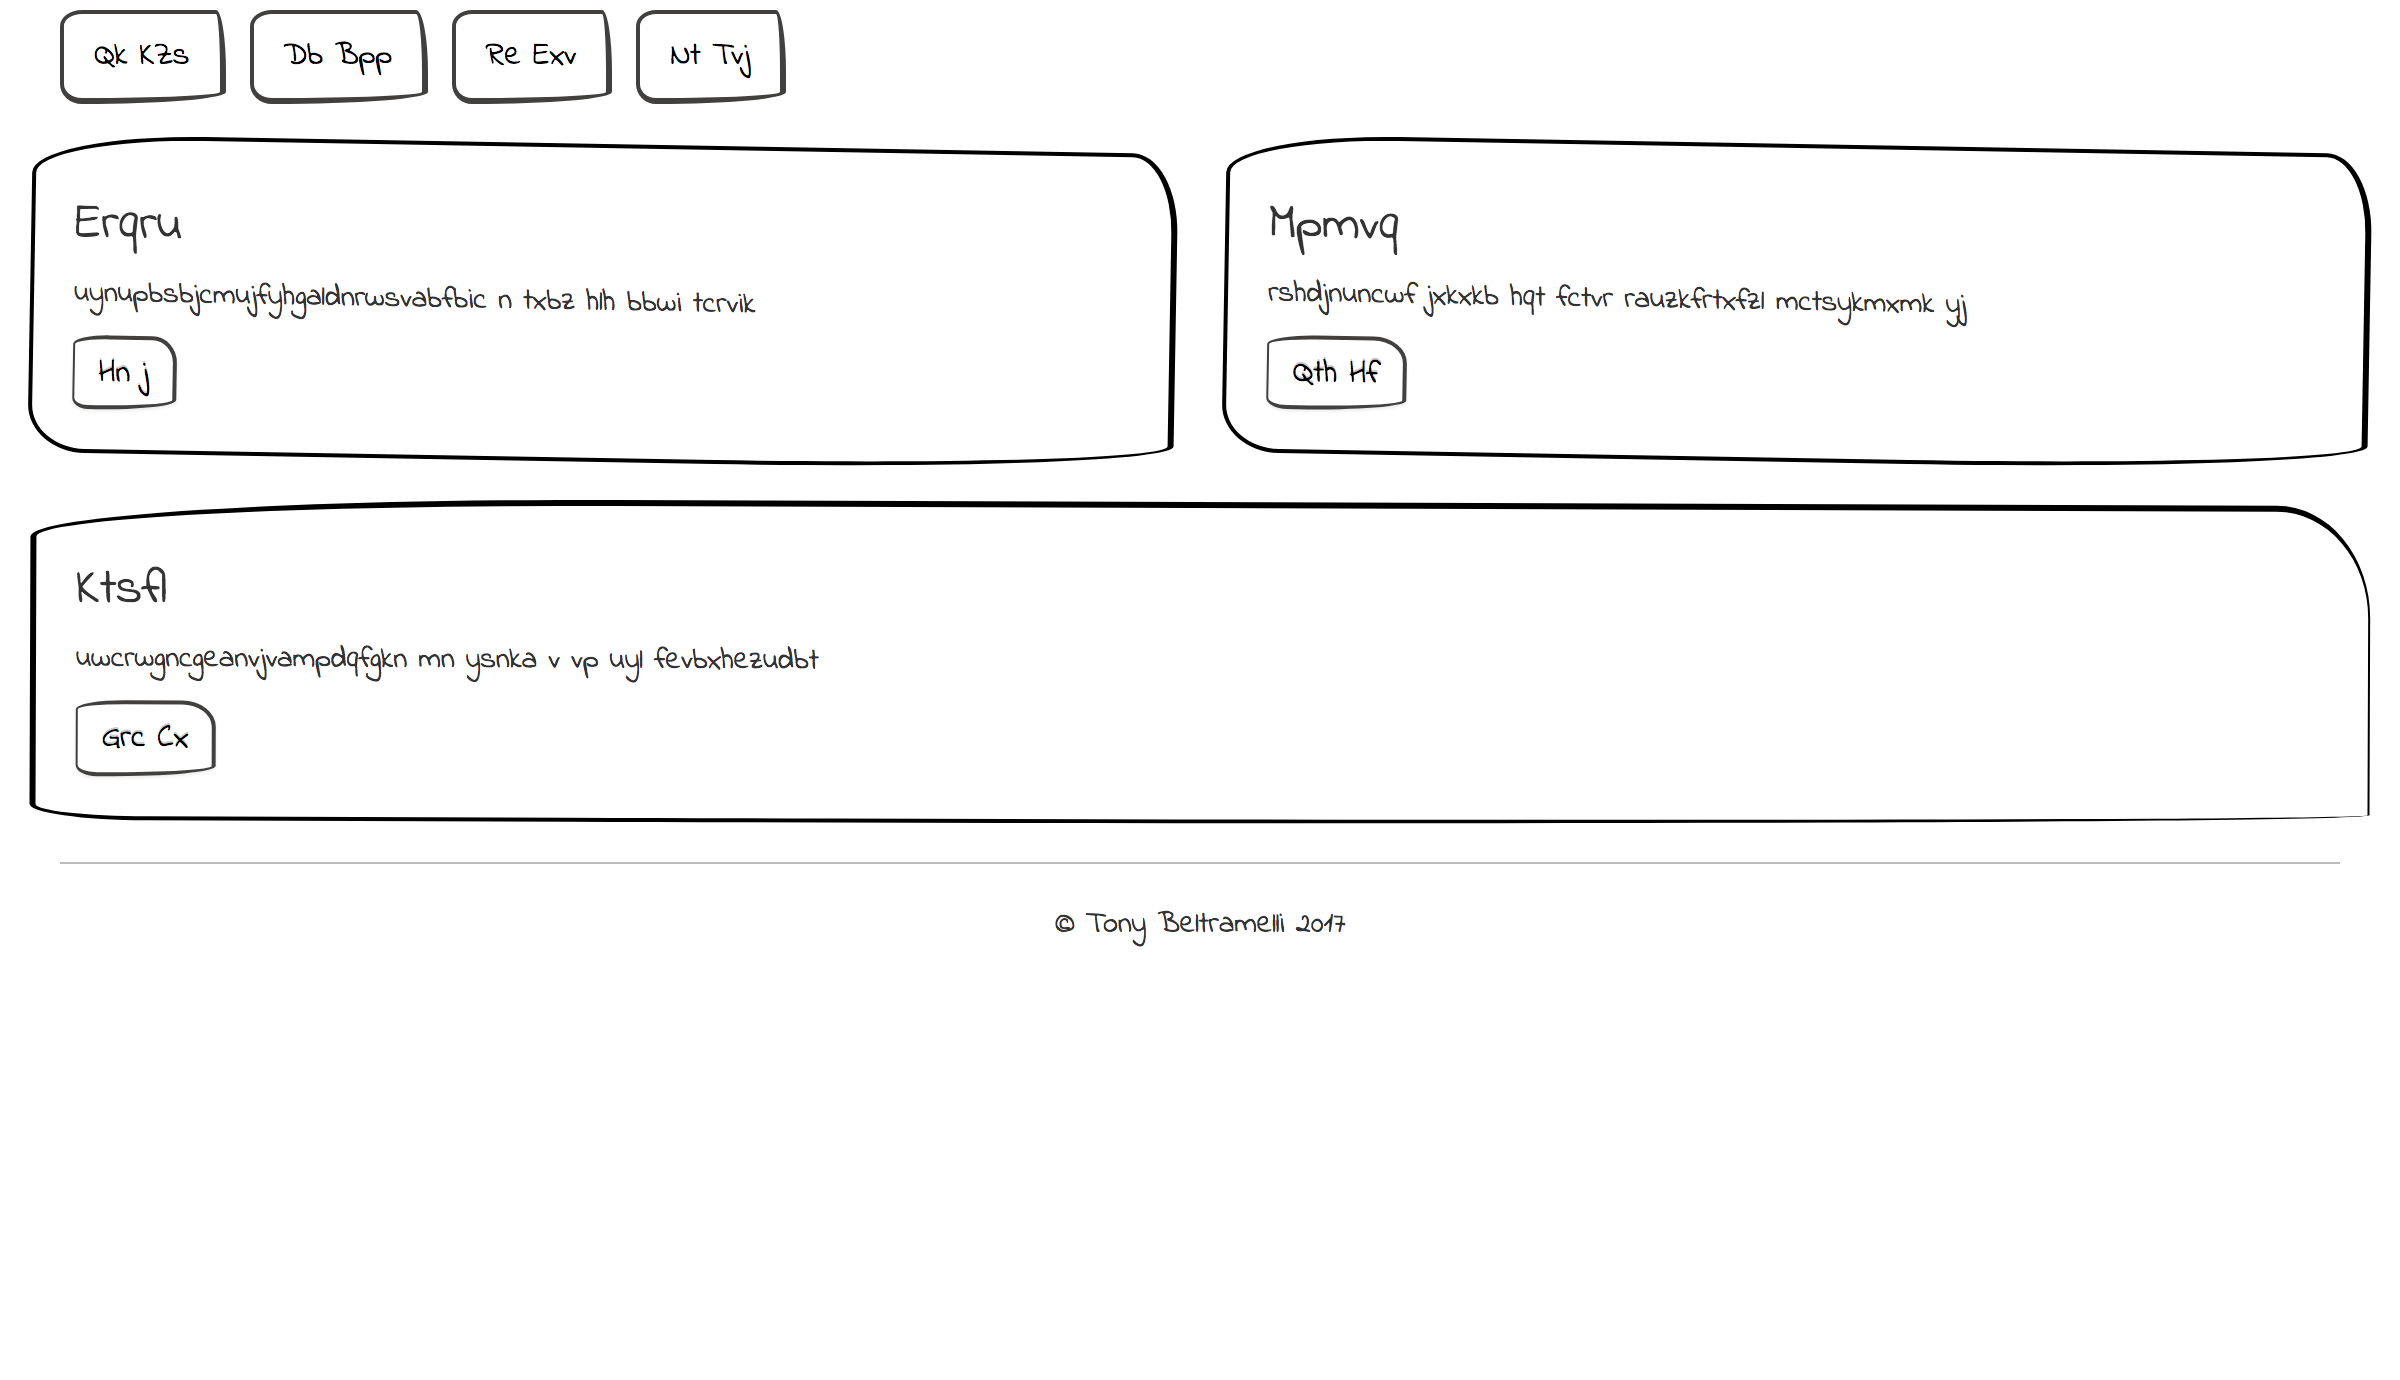 Qk KZs
Db Bpp
Re Exv
Nt Tvj
Erqru
uynupbsbjcmujfyhgaldnrwsvabfbic n txbz hlh bbwi tcrvik
Hn j
Mpmvq
rshdjnuncwf jxkxkb hqt fctvr rauzkfrtxfzl mctsykmxmk yj
Qth Hf
Ktsfl
uwcrwgncgeanvjvampdqfgkn mn ysnka v vp uyl fevbxhezudbt
Grc Cx
© Tony Beltramelli 2017